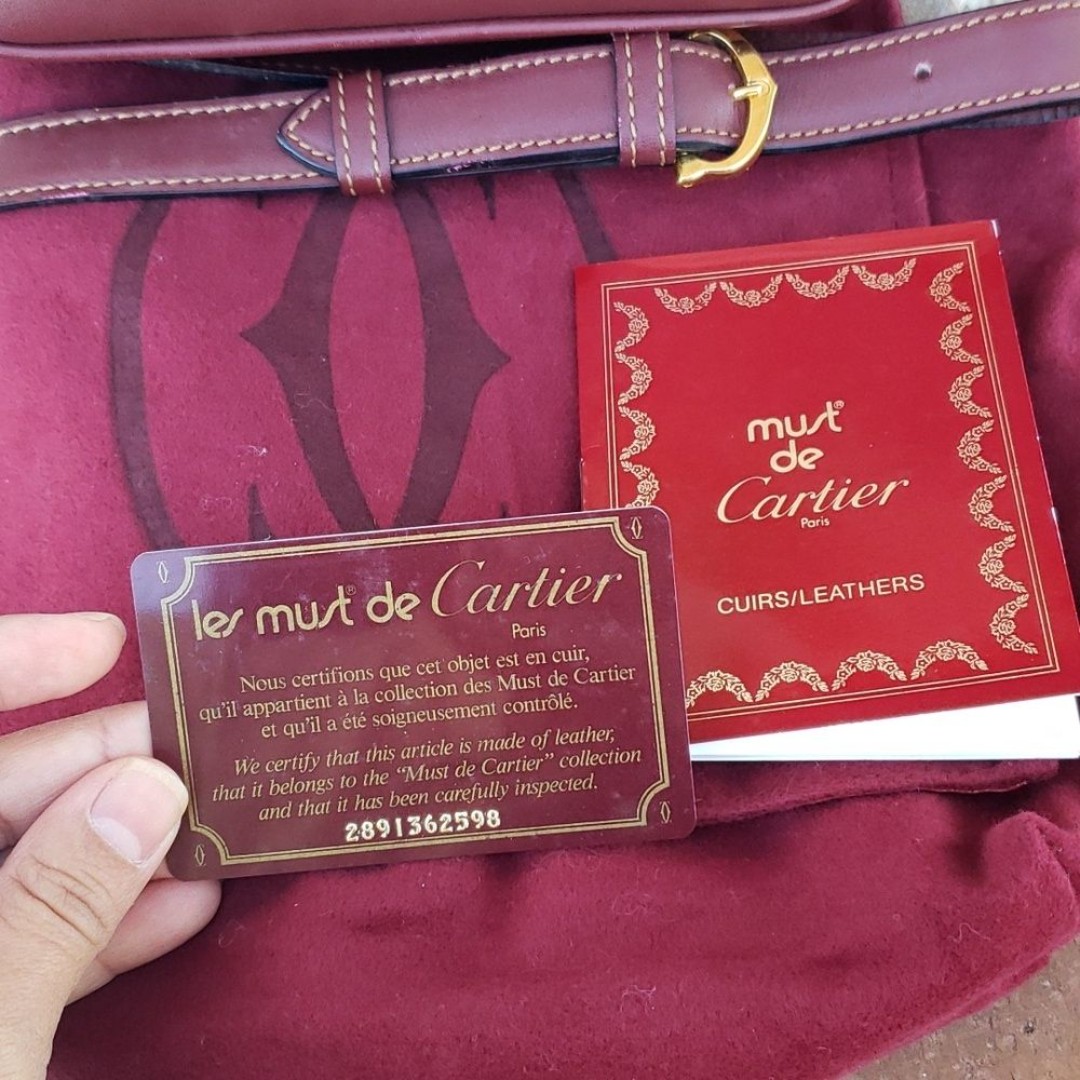 must®
de
Cartier
Paris
CUIRS/LEATHERS
les must® de Cartier
Paris
Nous certifions que cet objet est en cuir,
qu'il appartient à la collection des Must de Cartier
et qu'il a été soigneusement contrôlé.
We certify that this article is made of leather,
that it belongs to the "Must de Cartier" collection
and that it has been carefully inspected.
2891362598